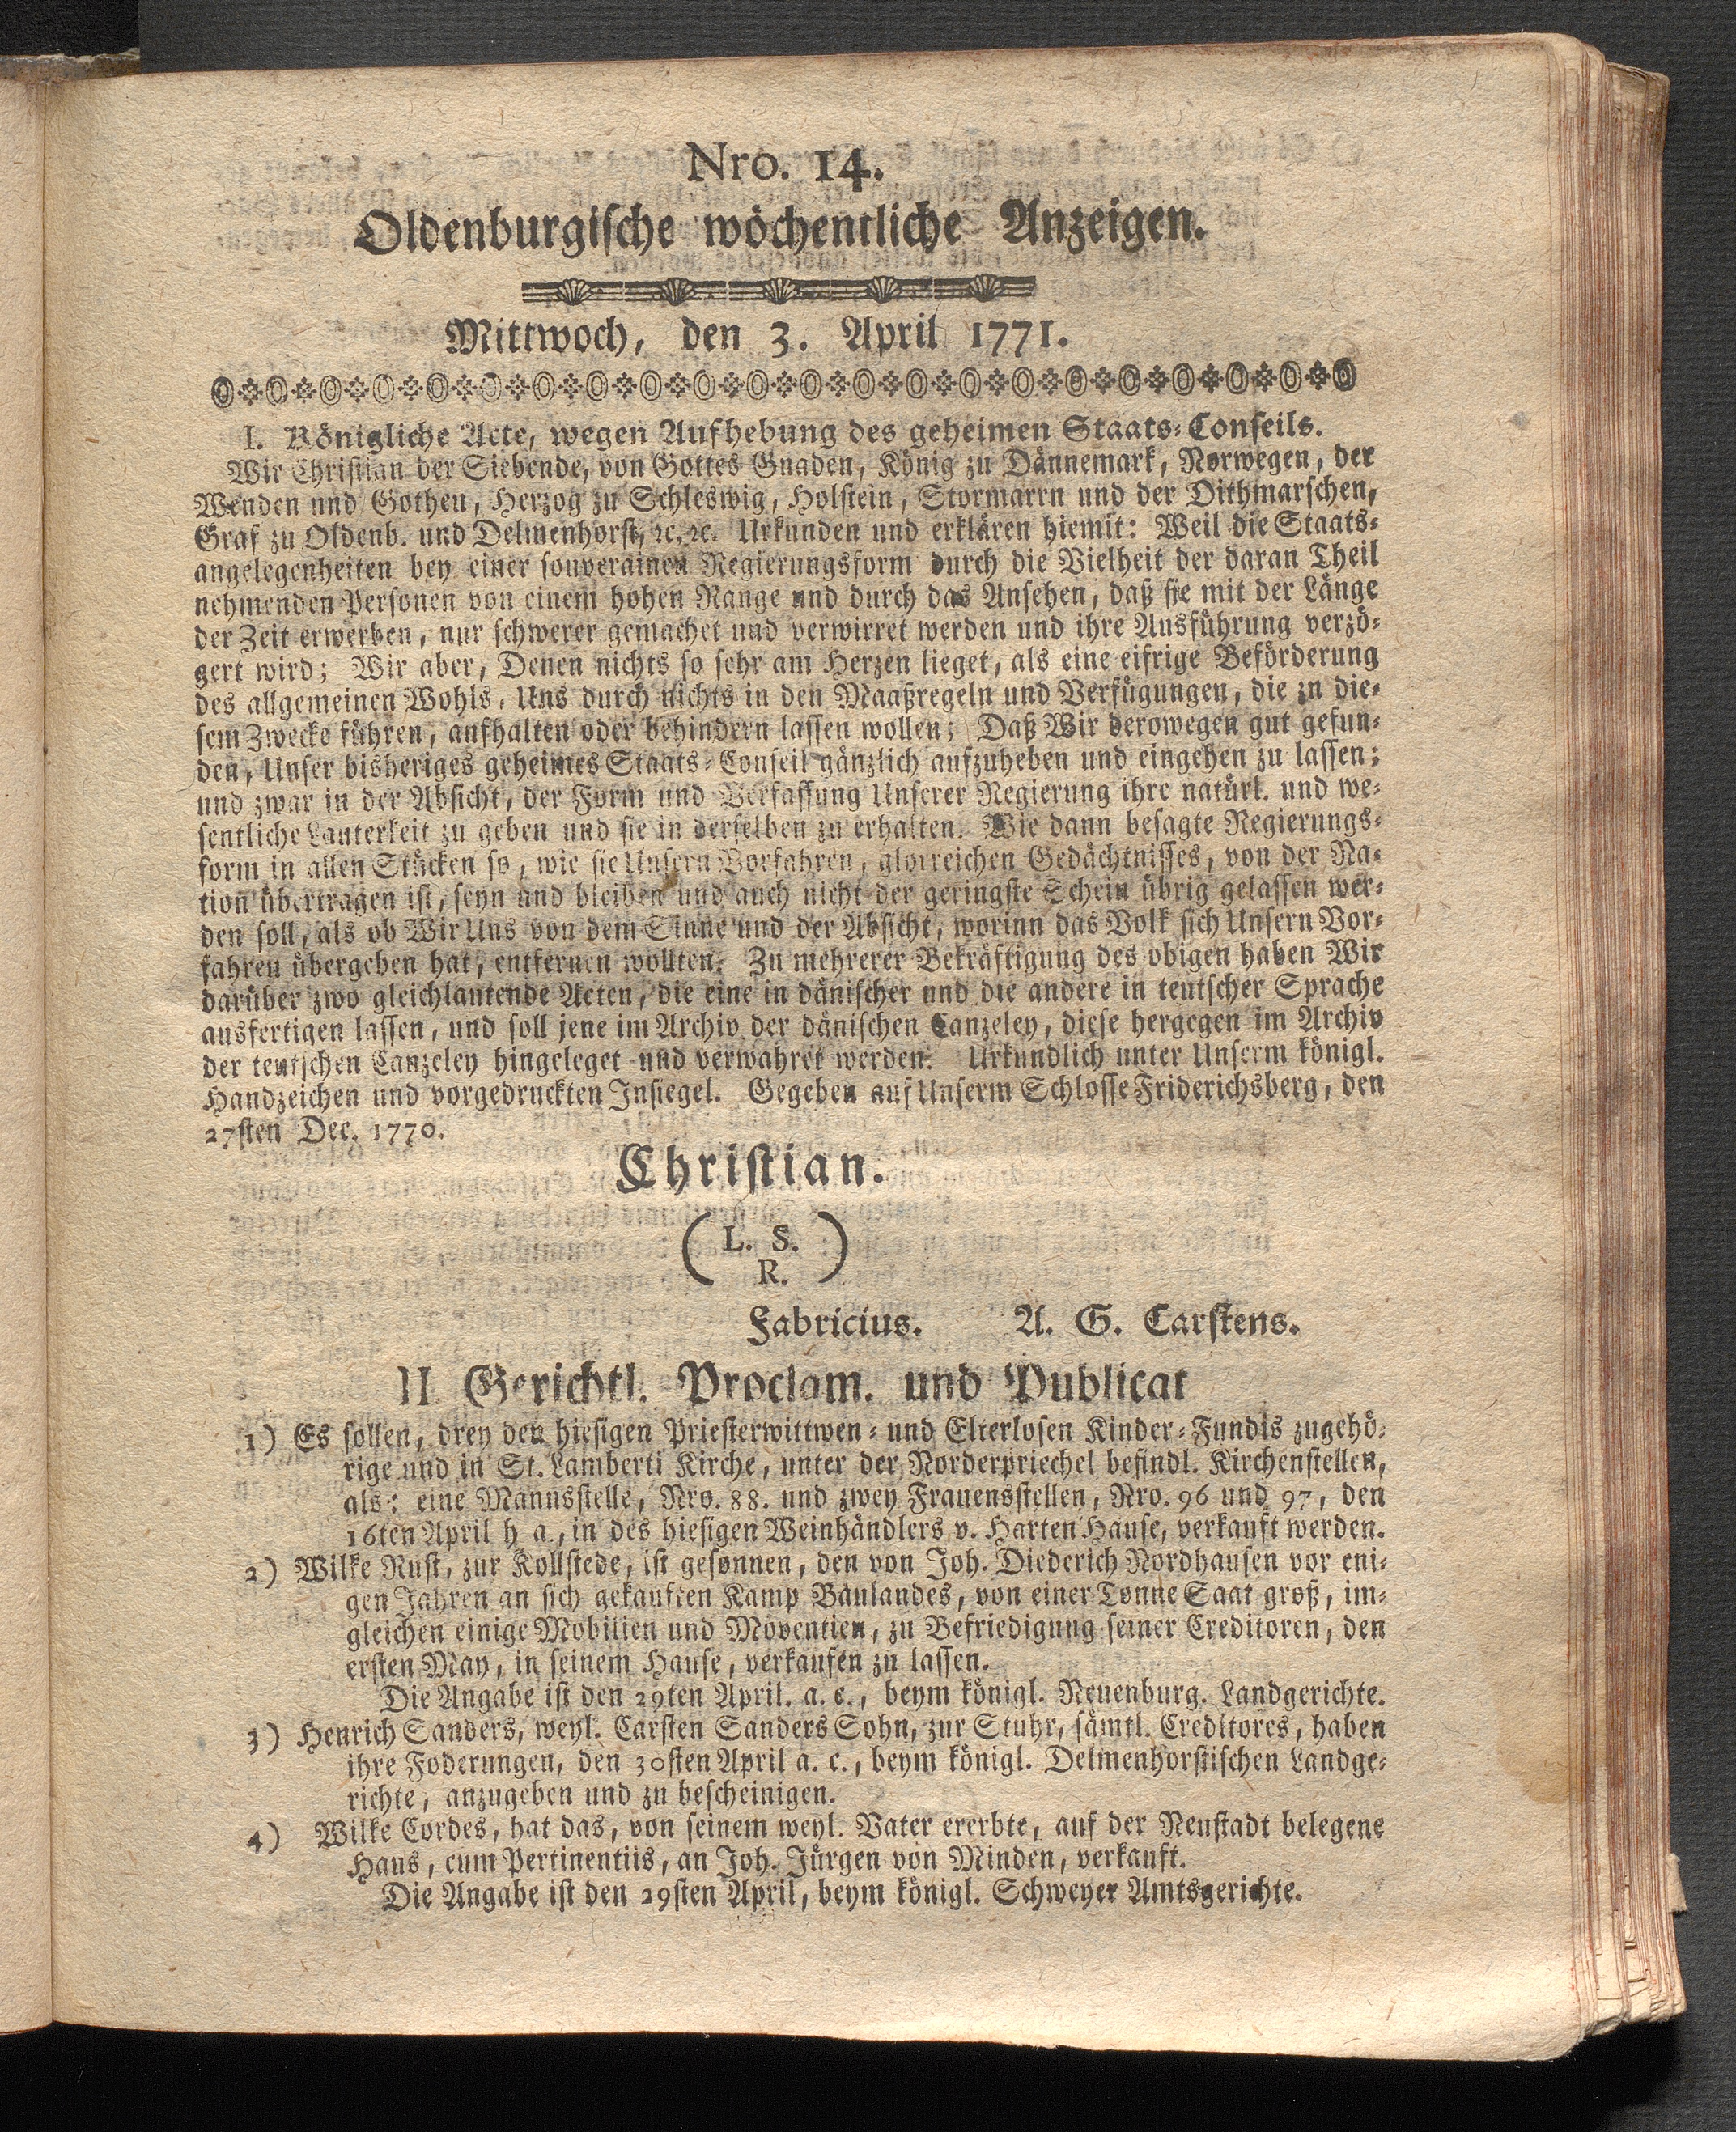 Nro. 14.
Oldenburgische wöchentliche Anzeigen.
Mittwoch, den 3. April 1771.
I. Königliche Acte, wegen Aufhebung des geheimen Staats-Conseils.
Wir Christian der Siebende, von Gottes Gnaden, König zu Dännemark, Norwegen, der
Wenden und Gothen, Herzog zu Schleswig, Holstein, Stormarrn und der Dithmarschen,
Graf zu Oldenb. und Delmenhorst, ꝛc. ꝛc. Urkunden und erklären hiemit: Weil die Staats-
angelegenheiten bey einer souverainen Regierungsform durch die Vielheit der daran Theil
nehmenden Personen von einem hohen Range und durch das Ansehen, daß sie mit der Länge
der Zeit erwerben, nur schwerer gemachet und verwirret werden und ihre Ausführung verzö-
gert wird; Wir aber, Denen nichts so sehr am Herzen lieget, als eine eifrige Beförderung
des allgemeinen Wohls, Uns durch nichts in den Maaßregeln und Verfügungen, die zu die-
sem Zwecke führen, aufhalten oder behindern lassen wollen; Daß Wir derowegen gut gefun-
den, Unser bisheriges geheimes Staats-Conseil gänzlich aufzuheben und eingehen zu lassen;
und zwar in der Absicht, der Form und Verfassung Unserer Regierung ihre natürl. und we-
sentliche Lauterkeit zu geben und sie in derselben zu erhalten. Wie dann besagte Regierungs-
form in allen Stücken so, wie sie Unsern Vorfahren, glorreichen Gedächtnisses, von der Na-
tion übertragen ist, seyn und bleiben und auch nicht der geringste Schein übrig gelassen wer-
den soll, als ob Wir Uns von dem Sinne und der Absicht, worinn das Volk sich Unsern Vor-
fahren übergeben hat, entfernen wollten. Zu mehrerer Bekräftigung des obigen haben Wir
darüber zwo gleichlautende Acten, die eine in dänischer und die andere in teutscher Sprache
ausfertigen lassen, und soll jene im Archiv der dänischen Canzeley, diese hergegen im Archiv
der teutschen Canzeley hingeleget und verwahret werden. Urkundlich unter Unserm königl.
Handzeichen und vorgedruckten Insiegel. Gegeben auf Unserm Schlosse Friderichsberg, den
27sten Dec. 1770.
Christian.
(L. S.)
R.
Fabricius. A. G. Carstens.
II Gerichtl. Proclam. und Publicat
1) Es sollen, drey den hiesigen Priesterwittwen- und Elterlosen Kinder-Fundis zugehö-
rige und in St. Lamberti Kirche, unter der Norderpriechel befindl. Kirchenstellen,
als: eine Mannsstelle, Nro. 88. und zwey Frauensstellen, Nro. 96 und 97, den
16ten April h a., in des hiesigen Weinhändlers v. Harten Hause, verkauft werden.
2) Wilke Rust, zur Kollstede, ist gesonnen, den von Joh. Diederich Nordhausen vor eni-
gen Jahren an sich gekauften Kamp Baulandes, von einer Tonne Saat groß, im-
gleichen einige Mobilien und Moventien, zu Befriedigung seiner Creditoren, den
ersten May, in seinem Hause, verkaufen zu lassen.
Die Angabe ist den 29ten April. a. c., beym königl. Neuenburg. Landgerichte.
3) Henrich Sanders, weyl. Carsten Sanders Sohn, zur Stuhr, sämtl. Creditores, haben
ihre Foderungen, den 30sten April a. c., beym königl. Delmenhorstischen Landge-
richte, anzugeben und zu bescheinigen.
4) Wilke Cordes, hat das, von seinem weyl. Vater ererbte, auf der Neustadt belegene
Haus, cum Pertinentiis, an Joh. Jürgen von Minden, verkauft.
Die Angabe ist den 29sten April, beym königl. Schweyer Amtsgerichte.